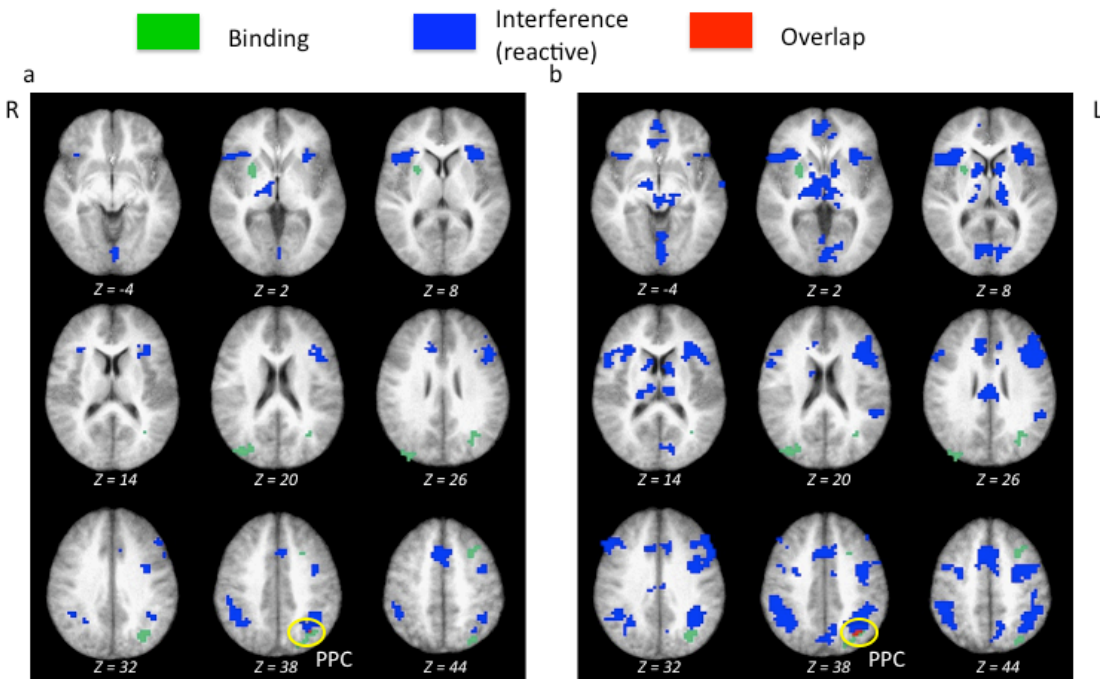 Binding
Interference
(reactive)
Overlap
a
b
R
L
Z = -4
Z = 2
Z = 8
Z = -4
Z = 2
Z = 8
Z = 14
Z = 20
Z = 26
Z = 14
Z = 20
Z = 26
Z = 32
Z = 38
PPC
Z = 44
Z = 32
Z = 38
PPC
Z = 44